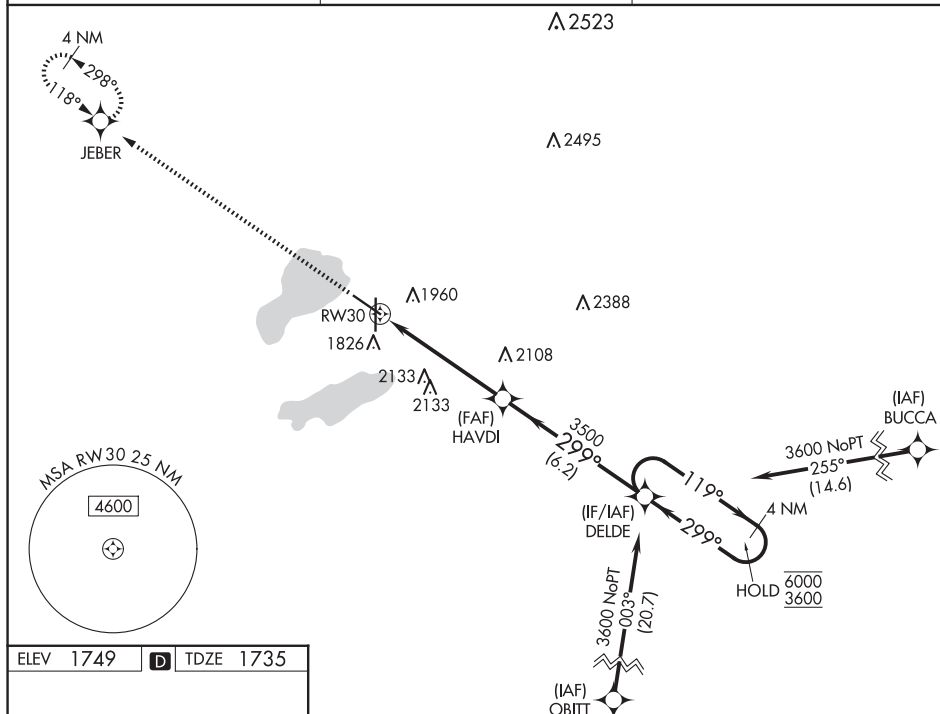 2523
4 NM
298°
118°
JEBER
2495
1960
2388
RW30
1826
2108
2133
2133
(FAF)
HAVDI
3500
299°
(6.2)
(IAF)
BUCCA
3600 NoPT
255°
(14.6)
119°
4 NM
299°
(IF/IAF)
DELDE
HOLD 6000
3600
3600 NoPT
003°
(20.7)
(IAF)
OBITT
MSA RW30 25 NM
4600
ELEV 1749 D TDZE 1735